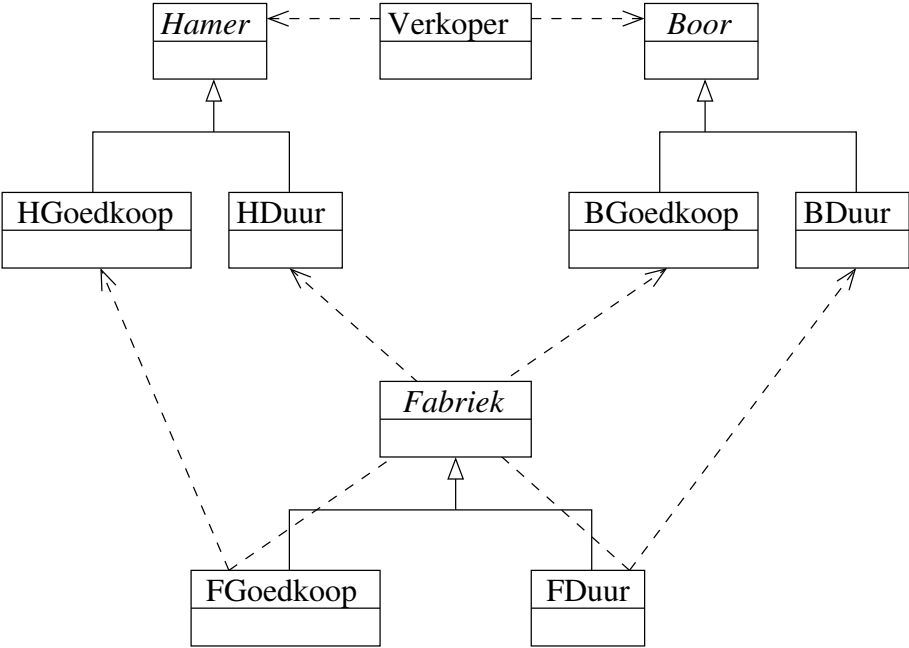 Hamer
Verkoper
Boor
HGoedkoop
HDuur
BGoedkoop
BDuur
Fabriek
FGoedkoop
FDuur